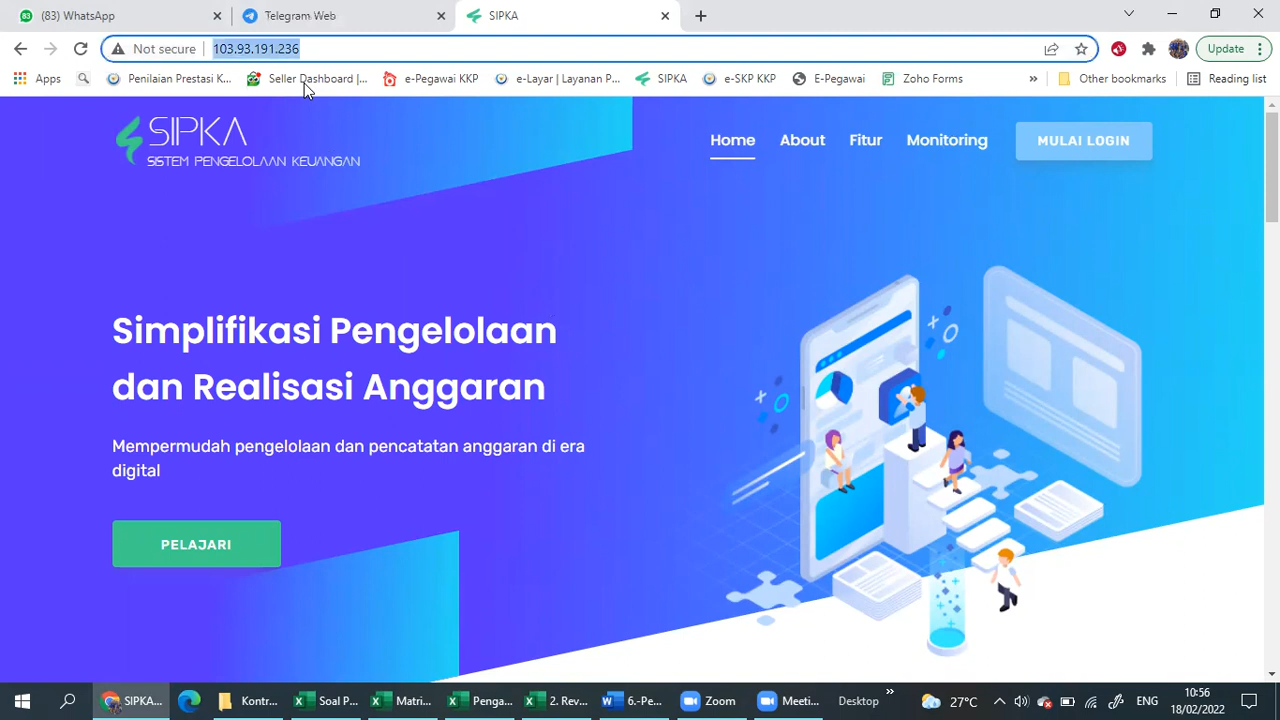 (83) WhatsApp
Telegram Web
SIPKA
Not secure
103.93.191.236
Update
Apps
Penilaian Prestasi K...
Seller Dashboard |...
e-Pegawai KKP
e-Layar | Layanan P...
SIPKA
e-SKP KKP
E-Pegawai
Zoho Forms
»
Other bookmarks
Reading list
SIPKA
SISTEM PENGELOLAAN KEUANGAN
Home
About
Fitur
Monitoring
MULAI LOGIN
Simplifikasi Pengelolaan
dan Realisasi Anggaran
Mempermudah pengelolaan dan pencatatan anggaran di era
digital
PELAJARI
SIPKA...
Kontr...
Soal P...
Matri...
Penga...
2. Rev...
6.-Pe...
Zoom
Meeti...
Desktop
»
27°C
ENG
10:56
18/02/2022